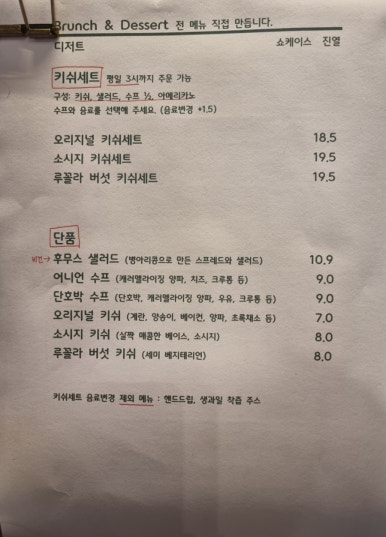 Brunch & Dessert 전 메뉴 직접 만듭니다.
디저트 쇼케이스 진열
키쉬세트 평일 3시까지 주문 가능
구성: 키쉬, 샐러드, 수프 ½, 아메리카노
수프와 음료를 선택해 주세요. (음료변경 +1.5)
오리지널 키쉬세트 18.5
소시지 키쉬세트 19.5
루꼴라 버섯 키쉬세트 19.5
단품
비건→ 후무스 샐러드 (병아리콩으로 만든 스프레드와 샐러드) 10.9
어니언 수프 (캐러멜라이징 양파, 치즈, 크루통 등) 9.0
단호박 수프 (단호박, 캐러멜라이징 양파, 우유, 크루통 등) 9.0
오리지널 키쉬 (계란, 양송이, 베이컨, 양파, 초록채소 등) 7.0
소시지 키쉬 (살짝 매콤한 베이스, 소시지) 8.0
루꼴라 버섯 키쉬 (세미 베지테리언) 8.0
키쉬세트 음료변경 제외 메뉴 : 핸드드립, 생과일 착즙 주스